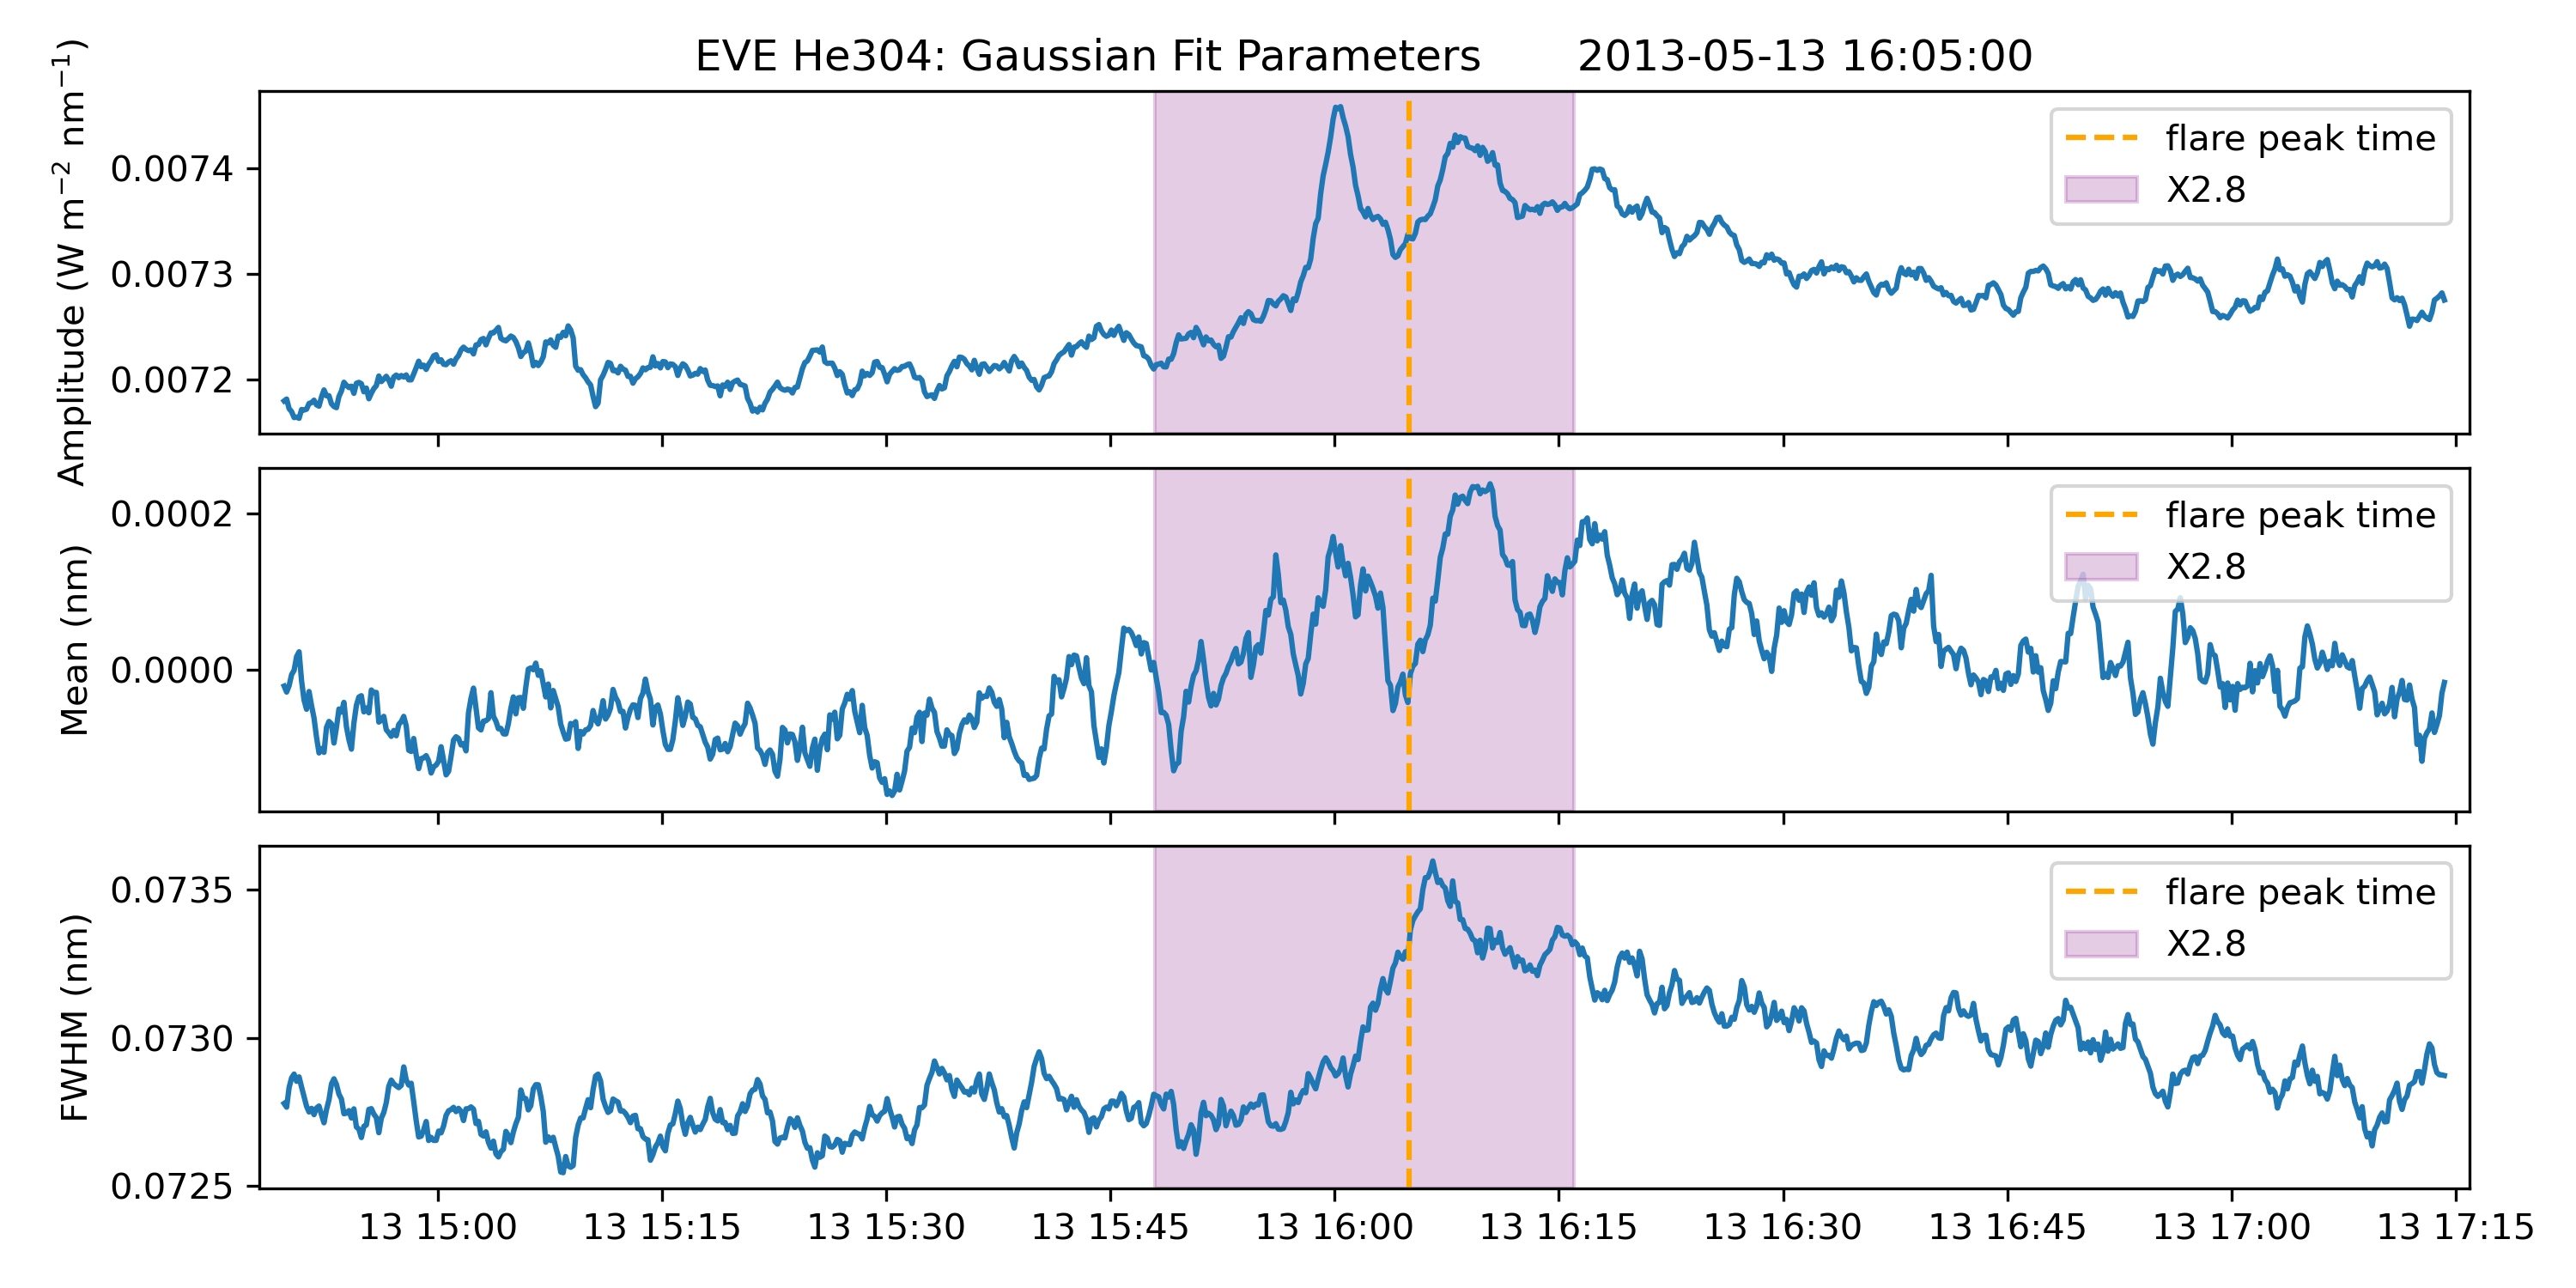 EVE He304: Gaussian Fit Parameters 2013-05-13 16:05:00
Amplitude (W m⁻² nm⁻¹)
0.0074
0.0073
0.0072
flare peak time
X2.8
Mean (nm)
0.0002
0.0000
flare peak time
X2.8
FWHM (nm)
0.0735
0.0730
0.0725
flare peak time
X2.8
13 15:00 13 15:15 13 15:30 13 15:45 13 16:00 13 16:15 13 16:30 13 16:45 13 17:00 13 17:15